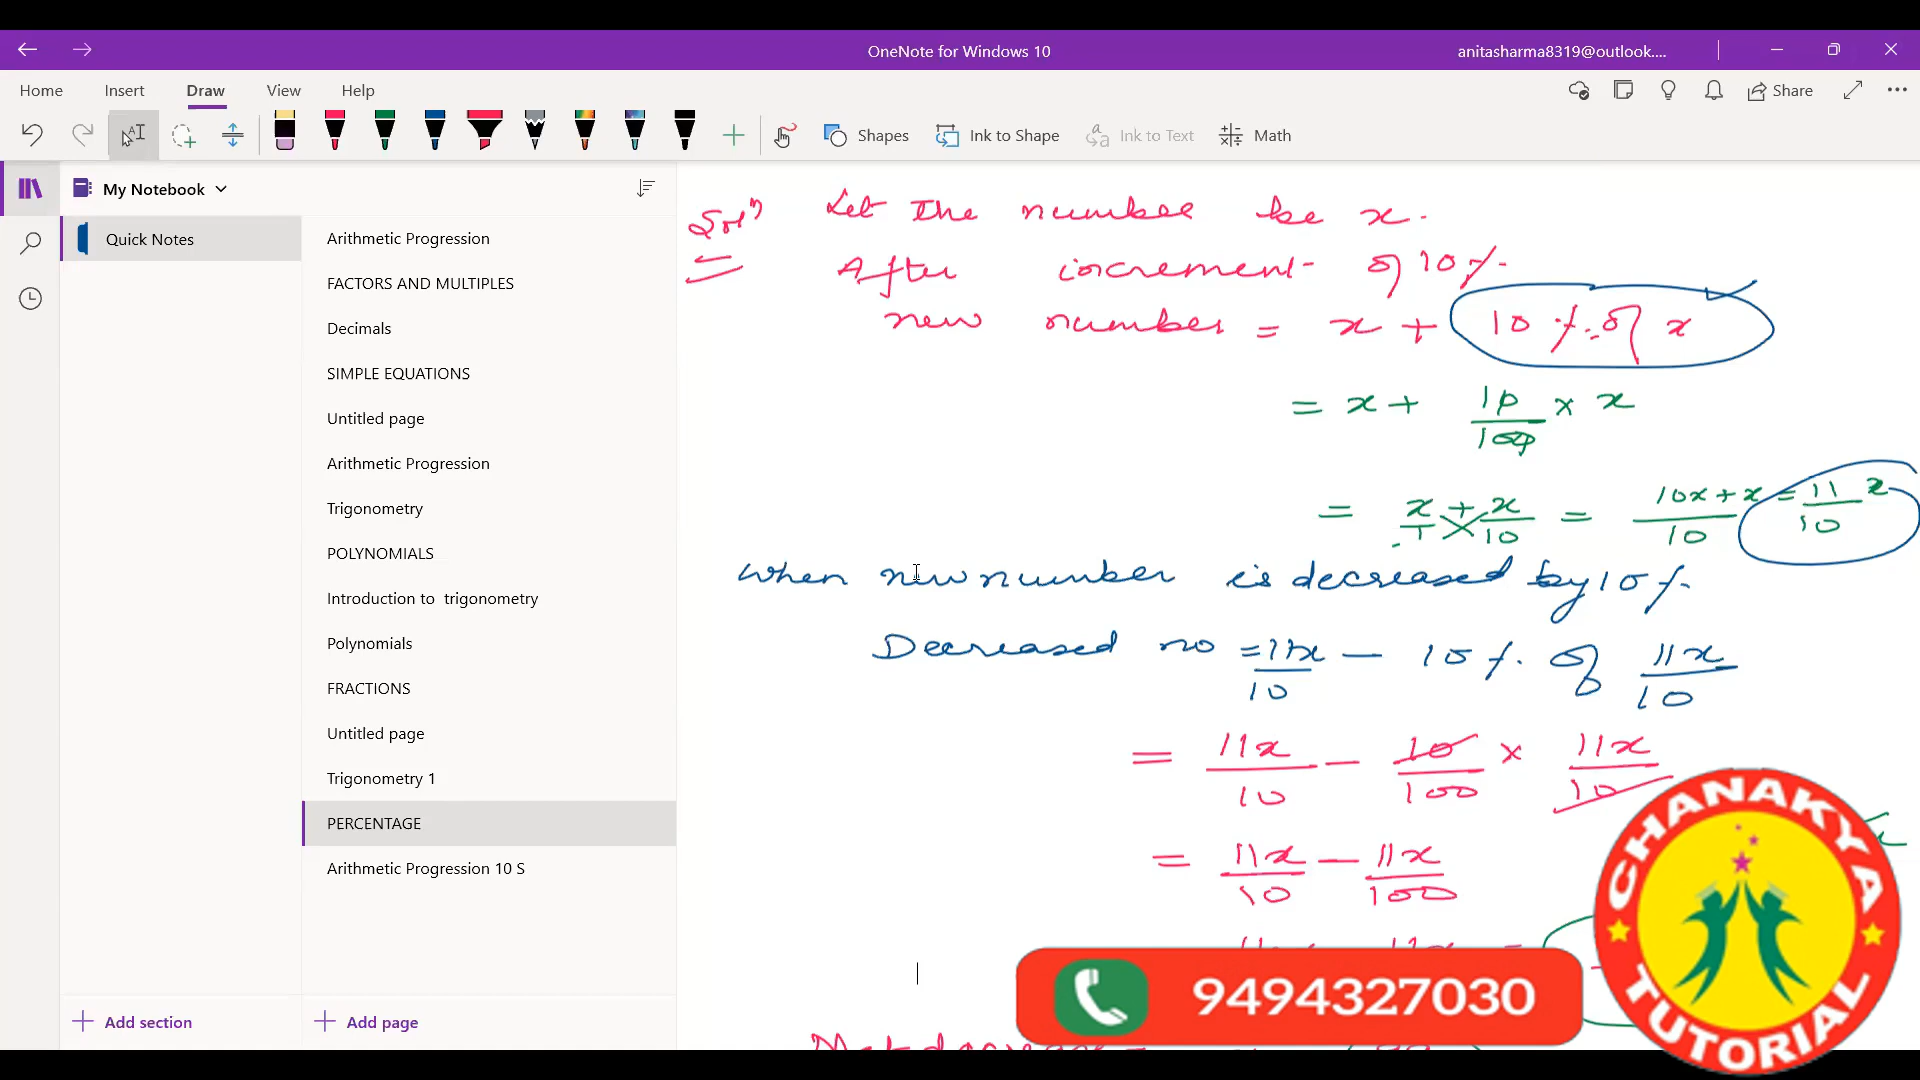 OneNote for Windows 10
anitasharma8319@outlook....
Home Insert Draw View Help
Share
Shapes Ink to Shape Ink to Text Math
My Notebook
Quick Notes
Arithmetic Progression
FACTORS AND MULTIPLES
Decimals
SIMPLE EQUATIONS
Untitled page
Arithmetic Progression
Trigonometry
POLYNOMIALS
Introduction to trigonometry
Polynomials
FRACTIONS
Untitled page
Trigonometry 1
PERCENTAGE
Arithmetic Progression 10 S
Add section
Add page
Solⁿ Let the number be x.
After increment of 10%
new number = x + 10%. of x
= x + 10/100 × x
= x/1 + x/10 = 10x+x/10 = 11/10 x
when new number is decreased by 10%.
Decreased no = 11x/10 - 10%. of 11x/10
= 11x/10 - 10/100 × 11x/10
= 11x/10 - 11x/100
9494327030
CHANAKYA
TUTORIAL